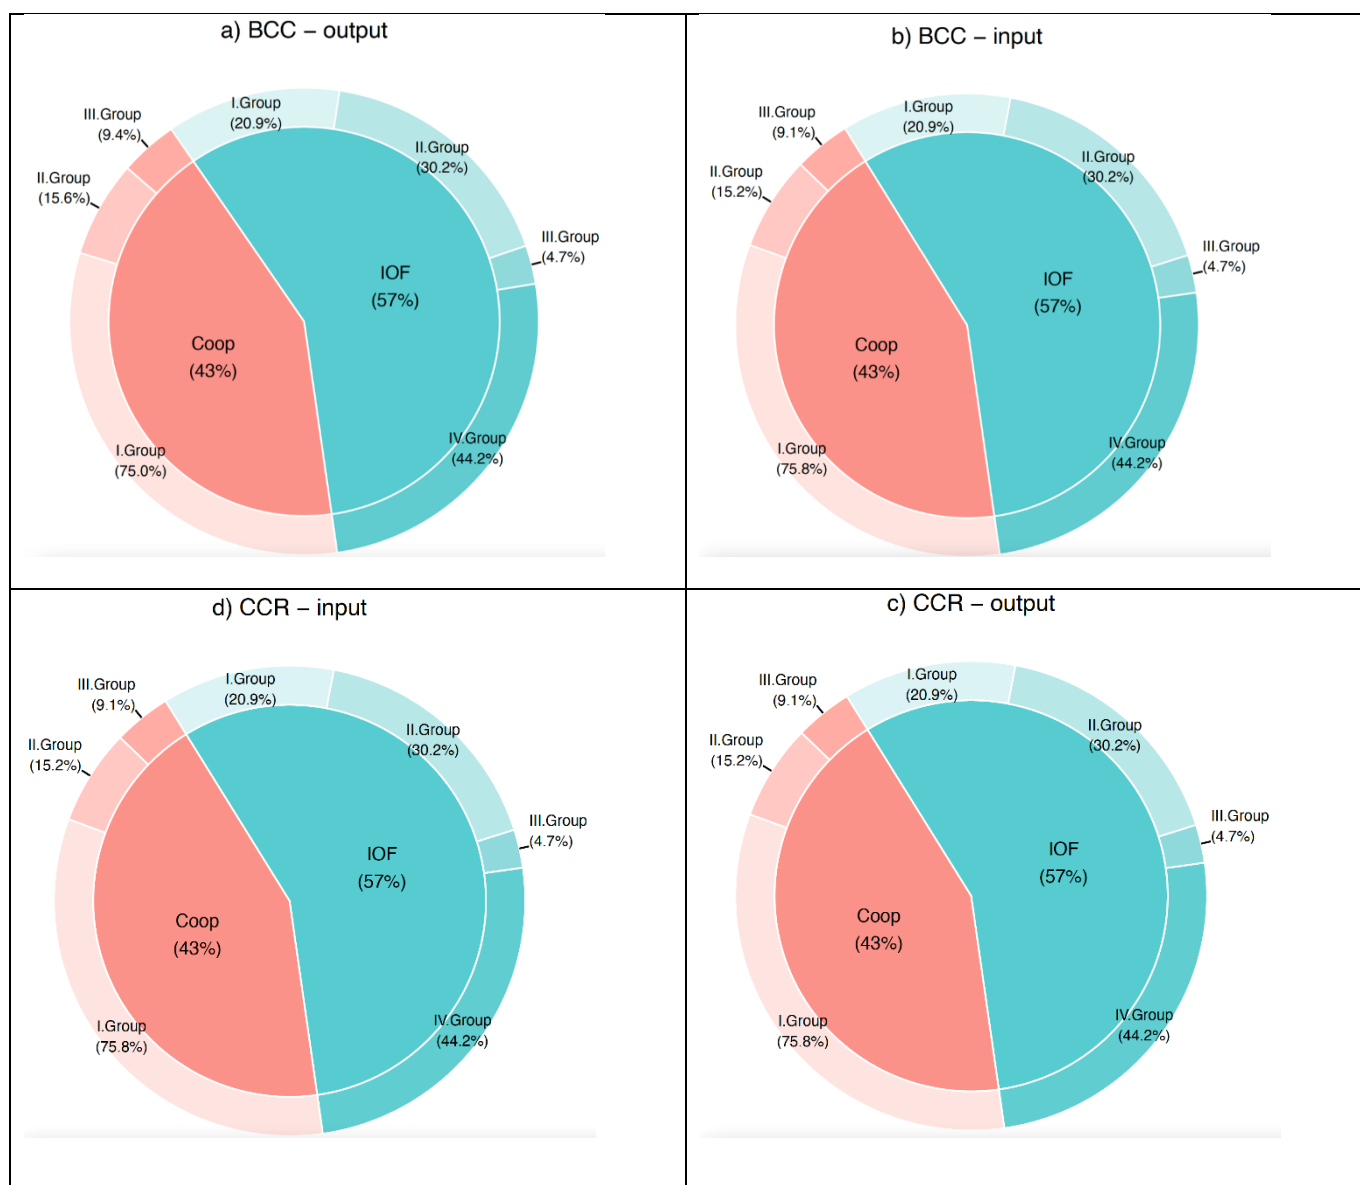 a) BCC – output
I.Group
(20.9%)
III.Group
(9.4%)
II.Group
(30.2%)
II.Group
(15.6%)
III.Group
(4.7%)
IOF
(57%)
Coop
(43%)
IV.Group
(44.2%)
I.Group
(75.0%)
b) BCC – input
I.Group
(20.9%)
III.Group
(9.1%)
II.Group
(30.2%)
II.Group
(15.2%)
III.Group
(4.7%)
IOF
(57%)
Coop
(43%)
IV.Group
(44.2%)
I.Group
(75.8%)
d) CCR – input
I.Group
(20.9%)
III.Group
(9.1%)
II.Group
(30.2%)
II.Group
(15.2%)
III.Group
(4.7%)
IOF
(57%)
Coop
(43%)
IV.Group
(44.2%)
I.Group
(75.8%)
c) CCR – output
I.Group
(20.9%)
III.Group
(9.1%)
II.Group
(30.2%)
II.Group
(15.2%)
III.Group
(4.7%)
IOF
(57%)
Coop
(43%)
IV.Group
(44.2%)
I.Group
(75.8%)